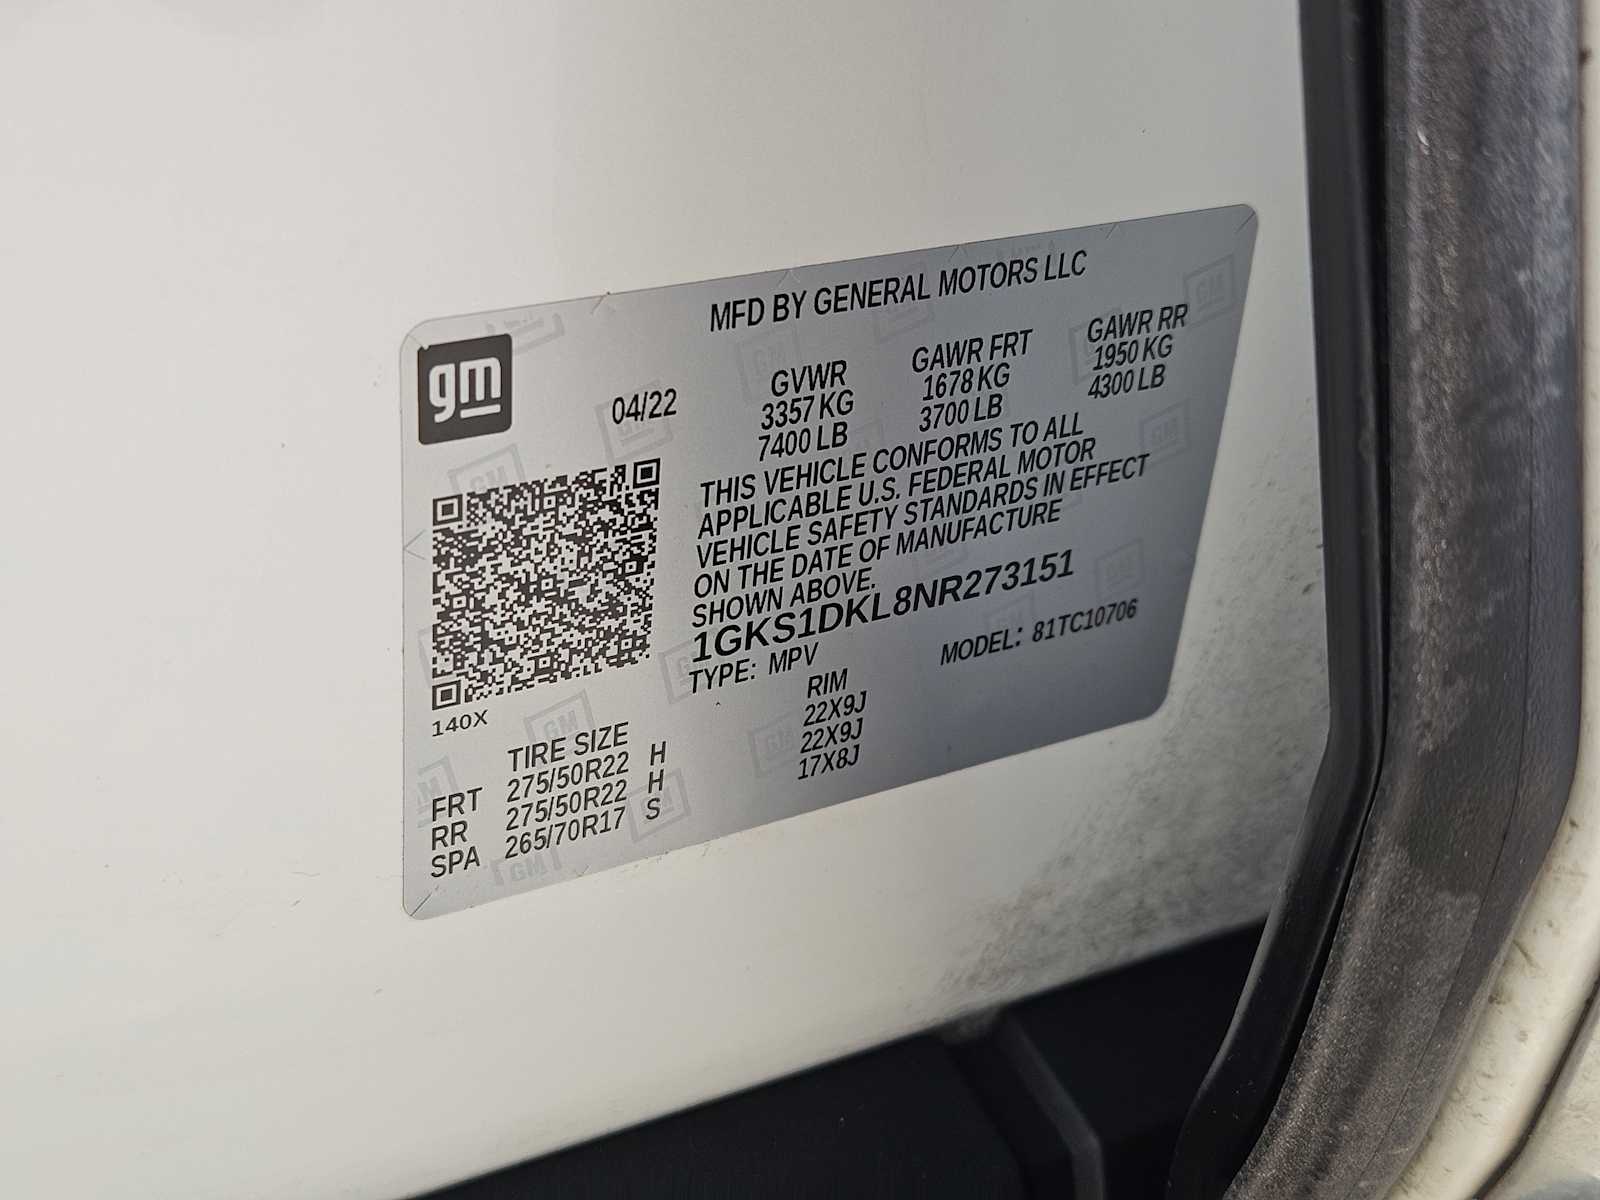 MFD BY GENERAL MOTORS LLC
gm
04/22
GVWR
3357 KG
7400 LB
GAWR FRT
1678 KG
3700 LB
GAWR RR
1950 KG
4300 LB
THIS VEHICLE CONFORMS TO ALL
APPLICABLE U.S. FEDERAL MOTOR
VEHICLE SAFETY STANDARDS IN EFFECT
ON THE DATE OF MANUFACTURE
SHOWN ABOVE.
1GKS1DKL8NR273151
TYPE: MPV MODEL: 81TC10706
140X
TIRE SIZE RIM
FRT 275/50R22 H 22X9J
RR 275/50R22 H 22X9J
SPA 265/70R17 S 17X8J